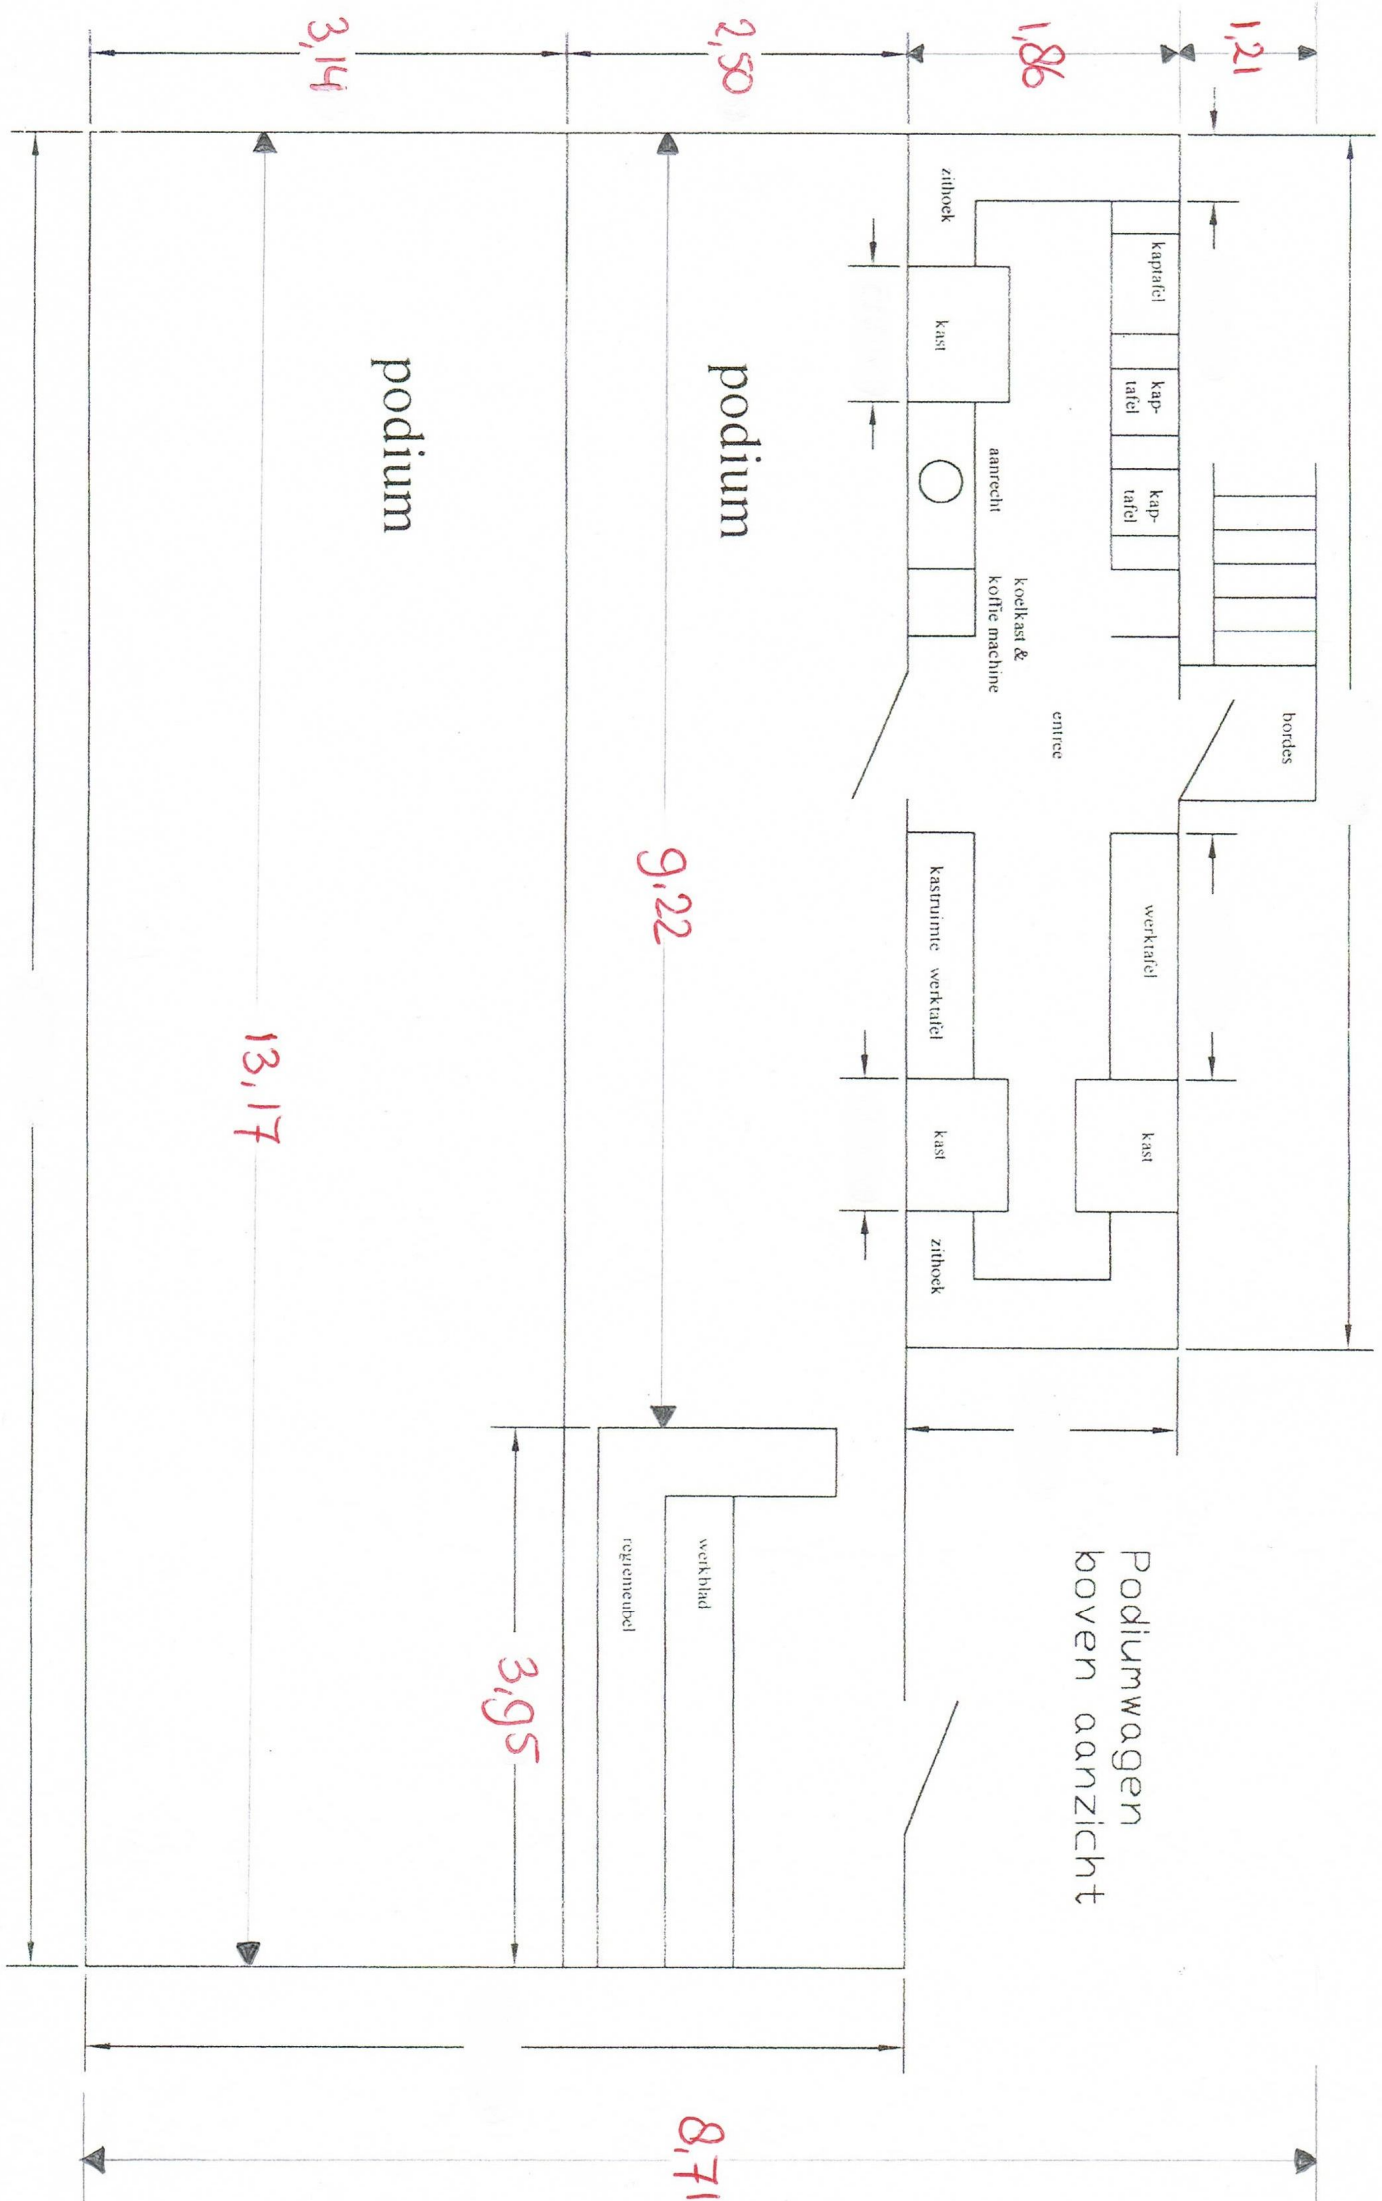 Podiumwagen
boven aanzicht
1,21
1,86
2,50
3,14
bordes
kaptafel
kap-
tafel
kap-
tafel
werktafel
kast
entree
koelkast &
koffie machine
aanrecht
zithoek
kast
kastruimte werktafel
kast
zithoek
podium
9,22
werkblad
regiemeubel
3,95
podium
13,17
8,71